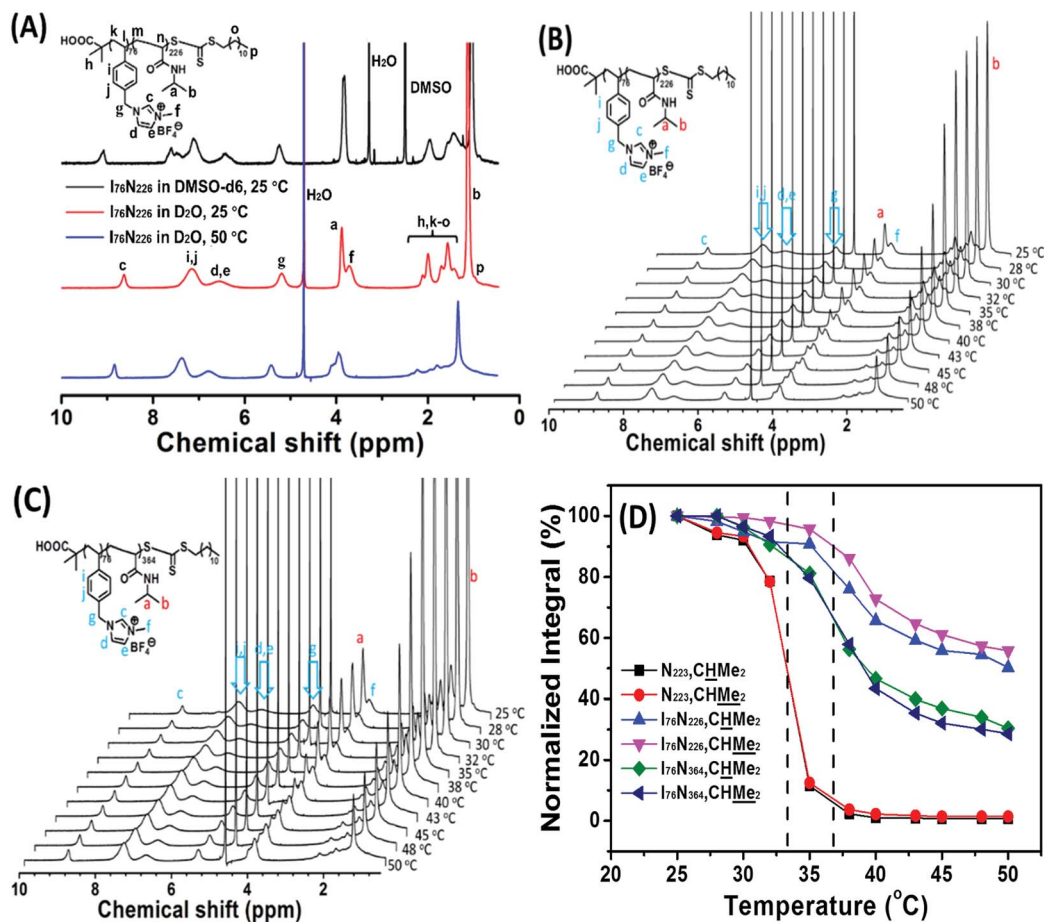 (A)
k
l
m
n
o
HOOC
76
226
S
S
S
10
p
h
i
O
N
H
j
a
b
g
c
N
N
f
d
e
BF₄⊖
H₂O
DMSO
I₇₆N₂₂₆ in DMSO-d6, 25 °C
I₇₆N₂₂₆ in D₂O, 25 °C
I₇₆N₂₂₆ in D₂O, 50 °C
H₂O
b
a
h,k-o
c
i,j
d,e
g
f
p
10 8 6 4 2 0
Chemical shift (ppm)
(B)
HOOC
76
226
S
S
S
10
i
O
NH
j
a
b
g
c
N
N
f
d
e
BF₄⊖
b
i,j
d,e
g
a
c
f
25 °C
28 °C
30 °C
32 °C
35 °C
38 °C
40 °C
43 °C
45 °C
48 °C
50 °C
10 8 6 4 2
Chemical shift (ppm)
(C)
HOOC
76
364
S
S
S
10
i
O
NH
j
a
b
g
c
N
N
f
d
e
BF₄⊖
b
a
i,j
d,e
g
c
f
25 °C
28 °C
30 °C
32 °C
35 °C
38 °C
40 °C
43 °C
45 °C
48 °C
50 °C
10 8 6 4 2
Chemical shift (ppm)
(D)
Normalized Integral (%)
100
80
60
40
20
0
N₂₂₃,CHMe₂
N₂₂₃,CHMe₂
I₇₆N₂₂₆,CHMe₂
I₇₆N₂₂₆,CHMe₂
I₇₆N₃₆₄,CHMe₂
I₇₆N₃₆₄,CHMe₂
20 25 30 35 40 45 50
Temperature (°C)